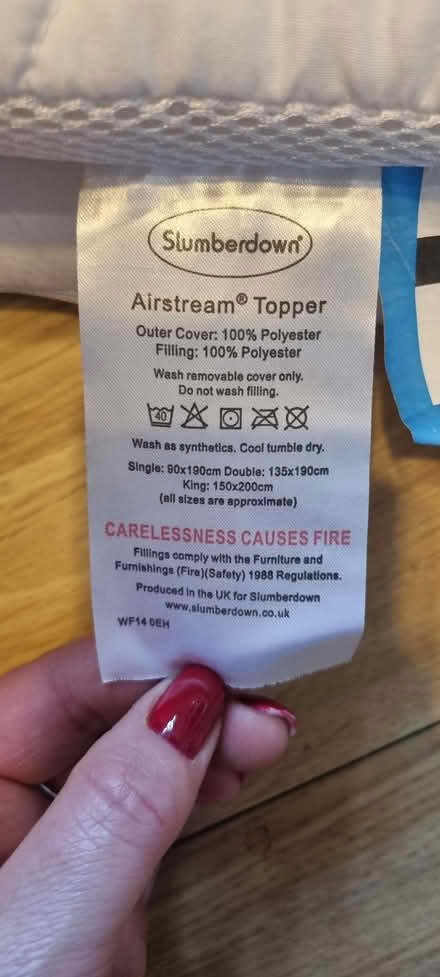 Slumberdown®
Airstream® Topper
Outer Cover: 100% Polyester
Filling: 100% Polyester
Wash removable cover only.
Do not wash filling.
40
Wash as synthetics. Cool tumble dry.
Single: 90x190cm Double: 135x190cm
King: 150x200cm
(all sizes are approximate)
CARELESSNESS CAUSES FIRE
Fillings comply with the Furniture and
Furnishings (Fire)(Safety) 1988 Regulations.
Produced in the UK for Slumberdown
www.slumberdown.co.uk
WF14 0EH